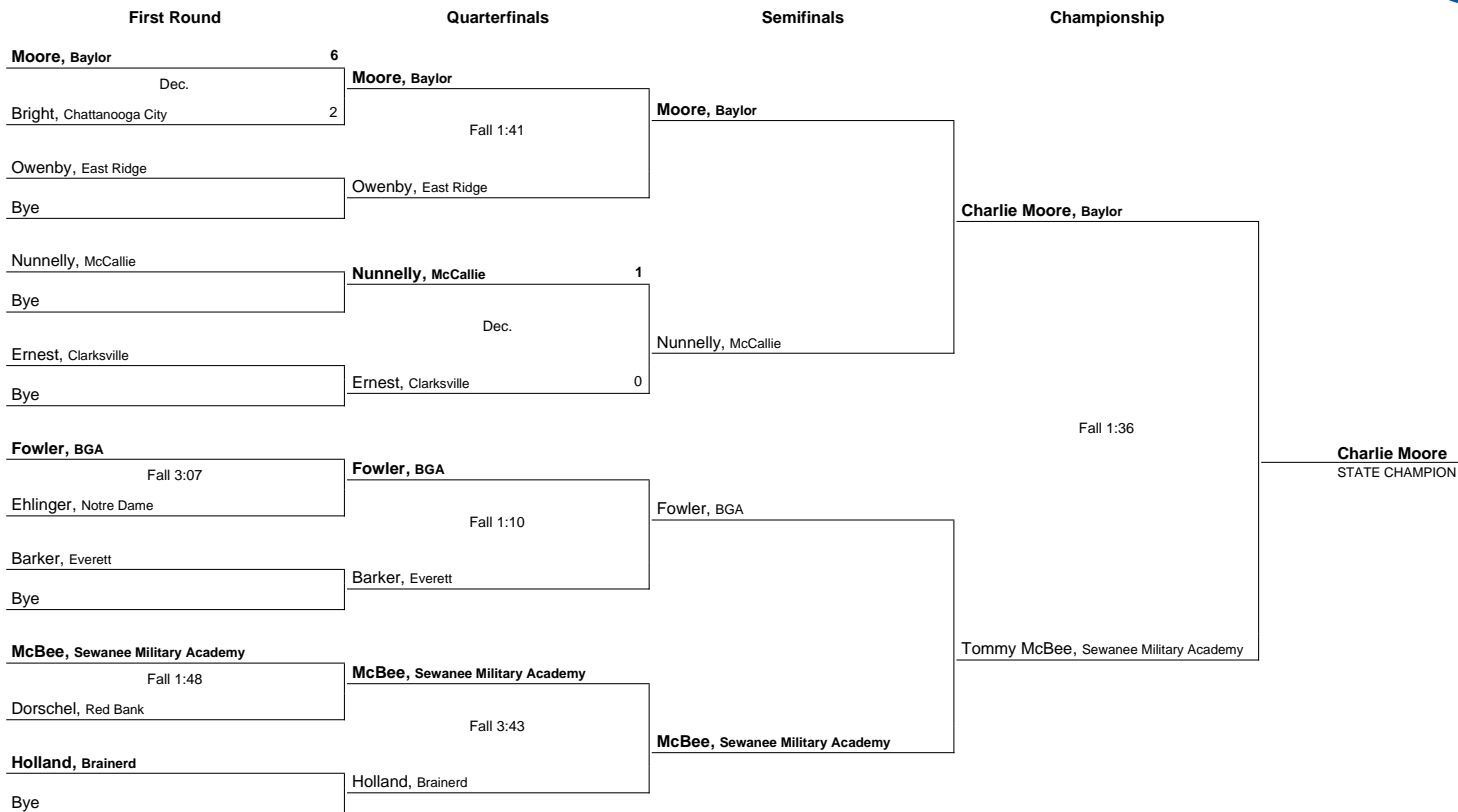 First Round Quarterfinals Semifinals Championship
Moore, Baylor 6
Dec.
Bright, Chattanooga City 2
Owenby, East Ridge
Bye
Nunnelly, McCallie
Bye
Ernest, Clarksville
Bye
Fowler, BGA
Fall 3:07
Ehlinger, Notre Dame
Barker, Everett
Bye
McBee, Sewanee Military Academy
Fall 1:48
Dorschel, Red Bank
Holland, Brainerd
Bye
Moore, Baylor
Fall 1:41
Owenby, East Ridge
Nunnelly, McCallie 1
Dec.
Ernest, Clarksville 0
Fowler, BGA
Fall 1:10
Barker, Everett
McBee, Sewanee Military Academy
Fall 3:43
Holland, Brainerd
Moore, Baylor
Nunnelly, McCallie
Fowler, BGA
McBee, Sewanee Military Academy
Charlie Moore, Baylor
Fall 1:36
Tommy McBee, Sewanee Military Academy
Charlie Moore
STATE CHAMPION